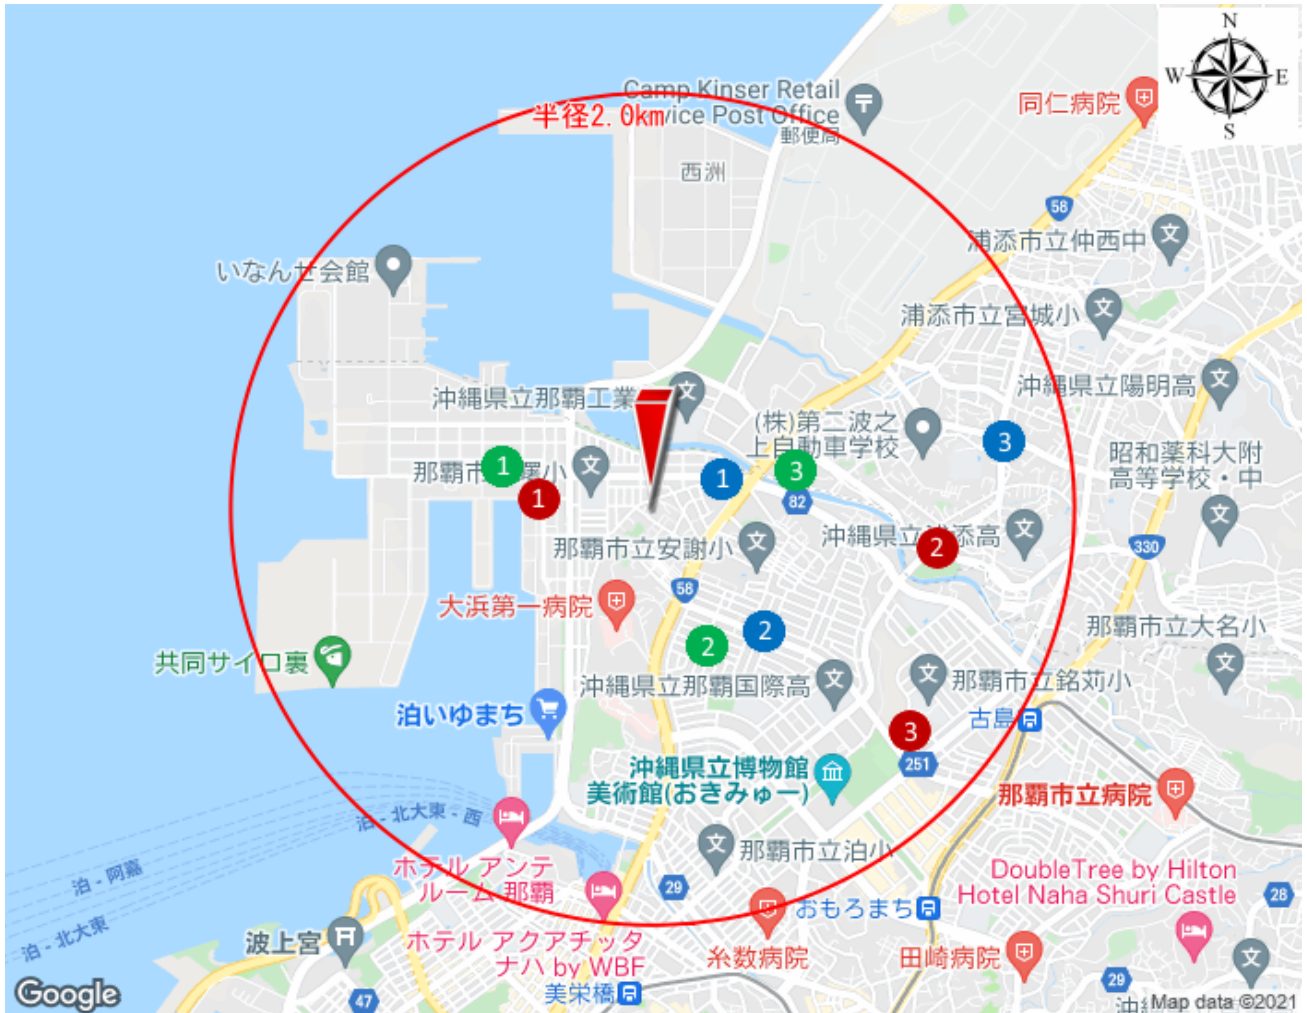 N
W
E
S
Camp Kinser Retail
vice Post Office
郵便局
半径2.0km
同仁病院
西洲
58
浦添市立仲西中
いなんせ会館
浦添市立宮城小
沖縄県立陽明高
沖縄県立那覇工業
(株)第二波之
上自動車学校
3
昭和薬科大附
高等学校・中
1
那覇市
小
1
1
3
82
那覇市立安謝小
沖縄県立
添高
2
330
58
大浜第一病院
2
2
那覇市立大名小
共同サイロ裏
沖縄県立那覇国際高
那覇市立銘苅小
泊いゆまち
古島
3
251
沖縄県立博物館
美術館(おきみゅー)
那覇市立病院
泊 - 北大東 - 西
泊 - 阿嘉
泊 - 北大東
ホテル アンテ
ルーム 那覇
那覇市立泊小
29
DoubleTree by Hilton
Hotel Naha Shuri Castle
28
おもろまち
波上宮
ホテル アクアチッタ
ナハ by WBF
糸数病院
田崎病院
29
美栄橋
47
Google
Map data ©2021